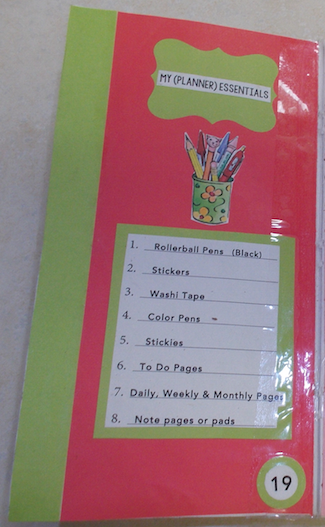 MY (PLANNER) ESSENTIALS
1. Rollerball Pens (Black)
2. Stickers
3. Washi Tape
4. Color Pens
5. Stickies
6. To Do Pages
7. Daily, Weekly & Monthly Pages
8. Note pages or pads
19